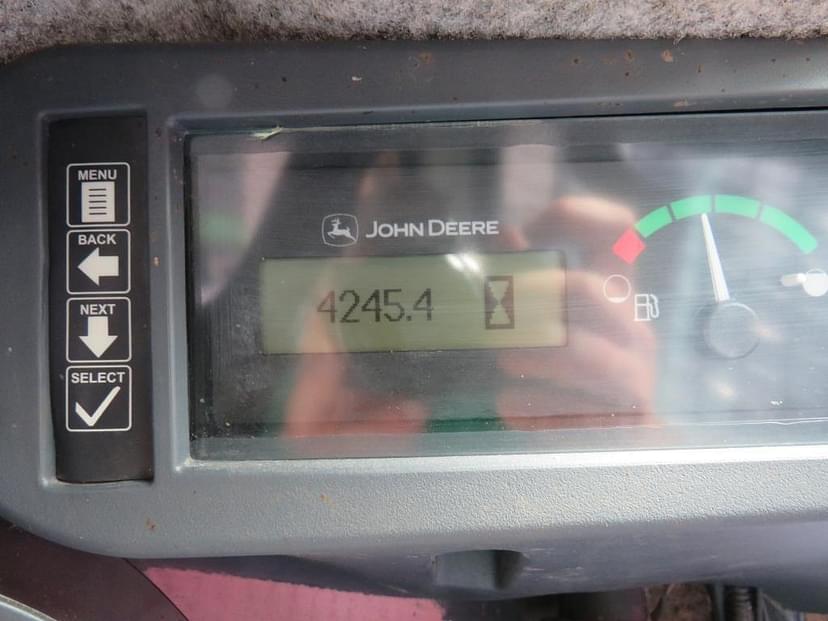 MENU
BACK
NEXT
SELECT
JOHN DEERE
4245.4